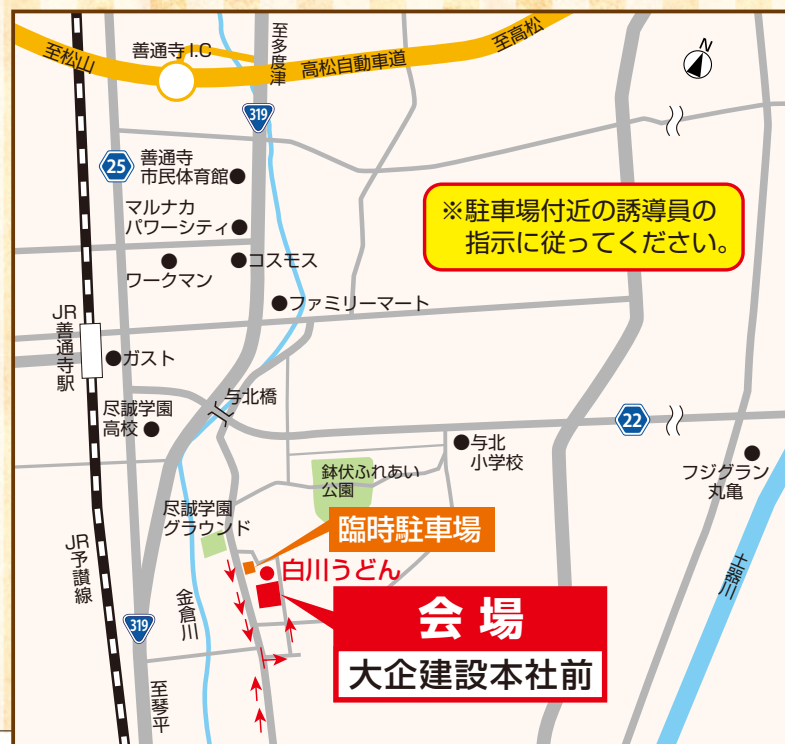 至松山
善通寺I.C
至多度津
高松自動車道
至高松
N
319
25
善通寺
市民体育館
マルナカ
パワーシティ
※駐車場付近の誘導員の
指示に従ってください。
ワークマン
コスモス
ファミリーマート
JR善通寺駅
ガスト
尽誠学園
高校
与北橋
22
与北
小学校
フジグラン
丸亀
鉢伏ふれあい
公園
尽誠学園
グラウンド
臨時駐車場
白川うどん
会場
大企建設本社前
JR予讃線
金倉川
土器川
319
至琴平